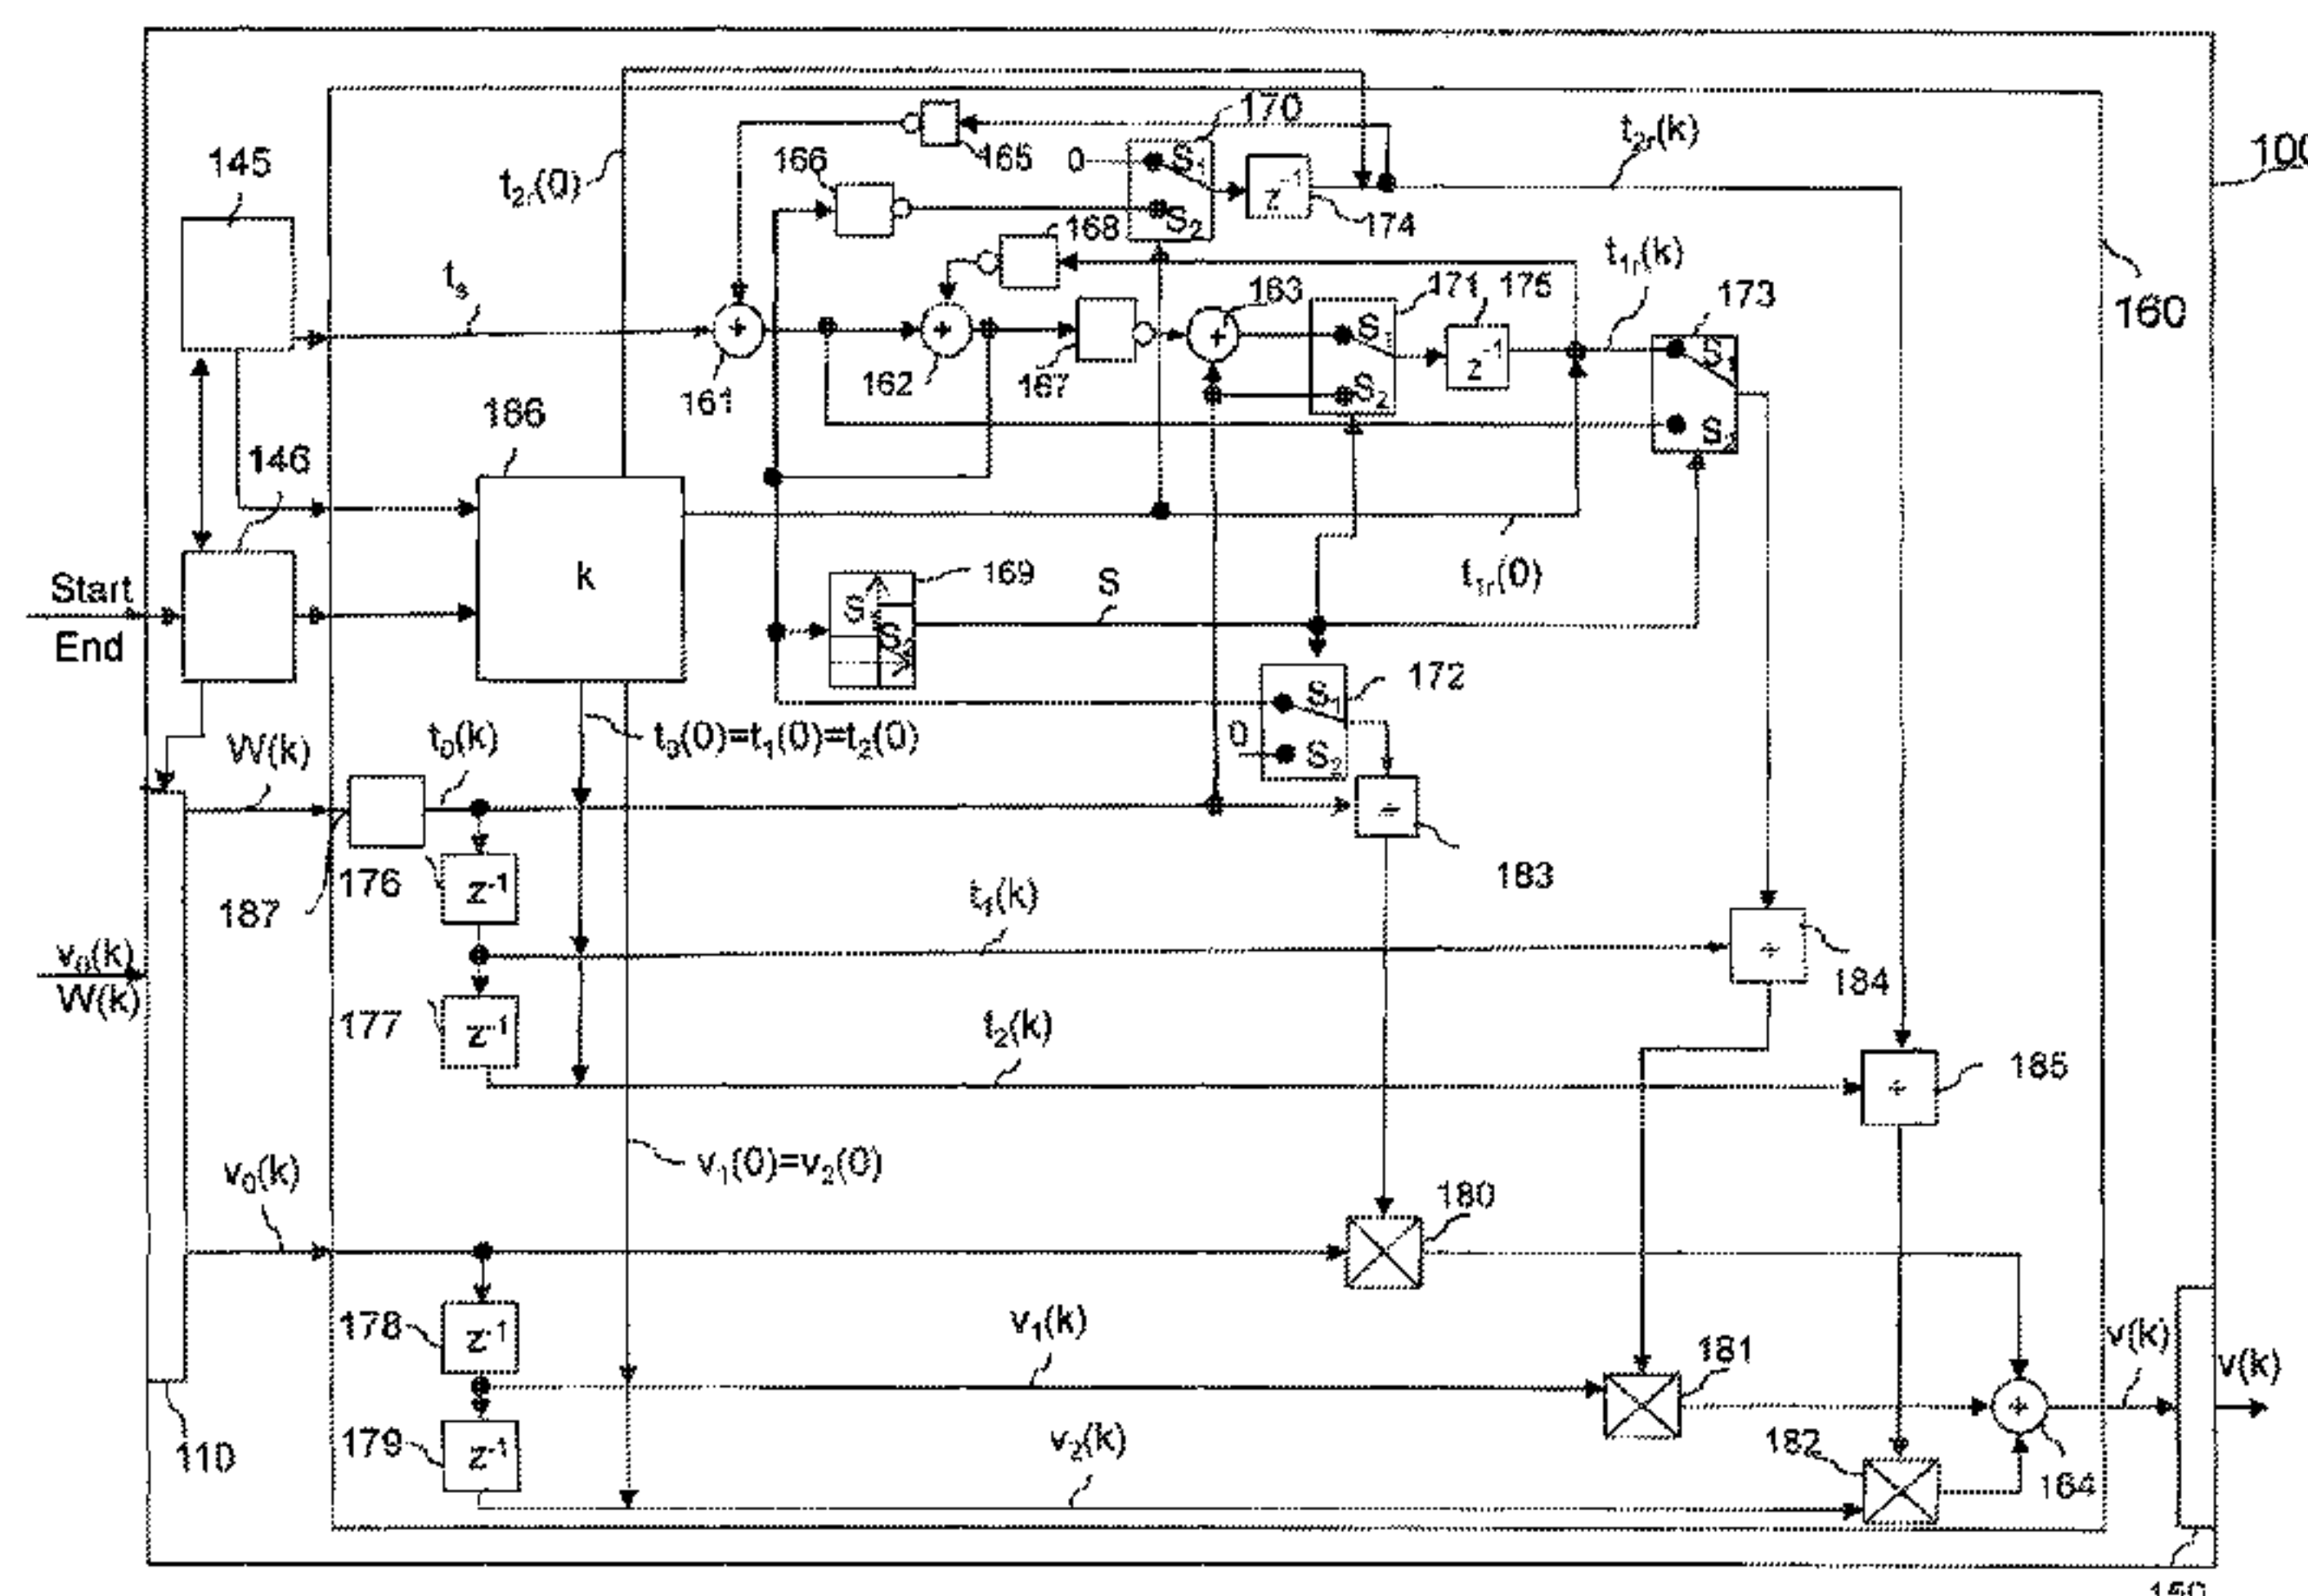 170
t2r(k)
100
145
166
0
S1
165
t2r(0)
z-1
S2
174
168
ts
t1r(k)
163
171
175
173
160
+
+
+
S1
z-1
161
162
167
S2
186
146
k
169
S
t1r(0)
Start
End
S1
172
W(k)
t0(k)
t0(0)=t1(0)=t2(0)
0
S2
÷
183
176
z-1
187
t1(k)
v0(k)
W(k)
÷
184
177
z-1
t2(k)
÷
185
v0(k)
v1(0)=v2(0)
180
178
z-1
v1(k)
181
v(k)
v(k)
+
110
179
z-1
v2(k)
182
164
150